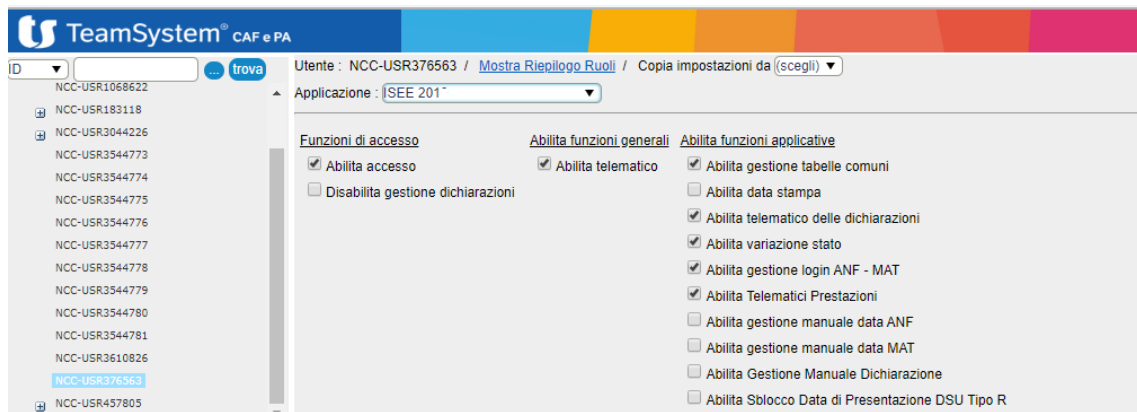 TeamSystem® CAF e PA
ID ... trova
NCC-USR1068622
NCC-USR183118
NCC-USR3044226
NCC-USR3544773
NCC-USR3544774
NCC-USR3544775
NCC-USR3544776
NCC-USR3544777
NCC-USR3544778
NCC-USR3544779
NCC-USR3544780
NCC-USR3544781
NCC-USR3610826
NCC-USR376563
NCC-USR457805
Utente : NCC-USR376563 / Mostra Riepilogo Ruoli / Copia impostazioni da (scegli)
Applicazione : ISEE 201
Funzioni di accesso
Abilita accesso
Disabilita gestione dichiarazioni
Abilita funzioni generali
Abilita telematico
Abilita funzioni applicative
Abilita gestione tabelle comuni
Abilita data stampa
Abilita telematico delle dichiarazioni
Abilita variazione stato
Abilita gestione login ANF - MAT
Abilita Telematici Prestazioni
Abilita gestione manuale data ANF
Abilita gestione manuale data MAT
Abilita Gestione Manuale Dichiarazione
Abilita Sblocco Data di Presentazione DSU Tipo R